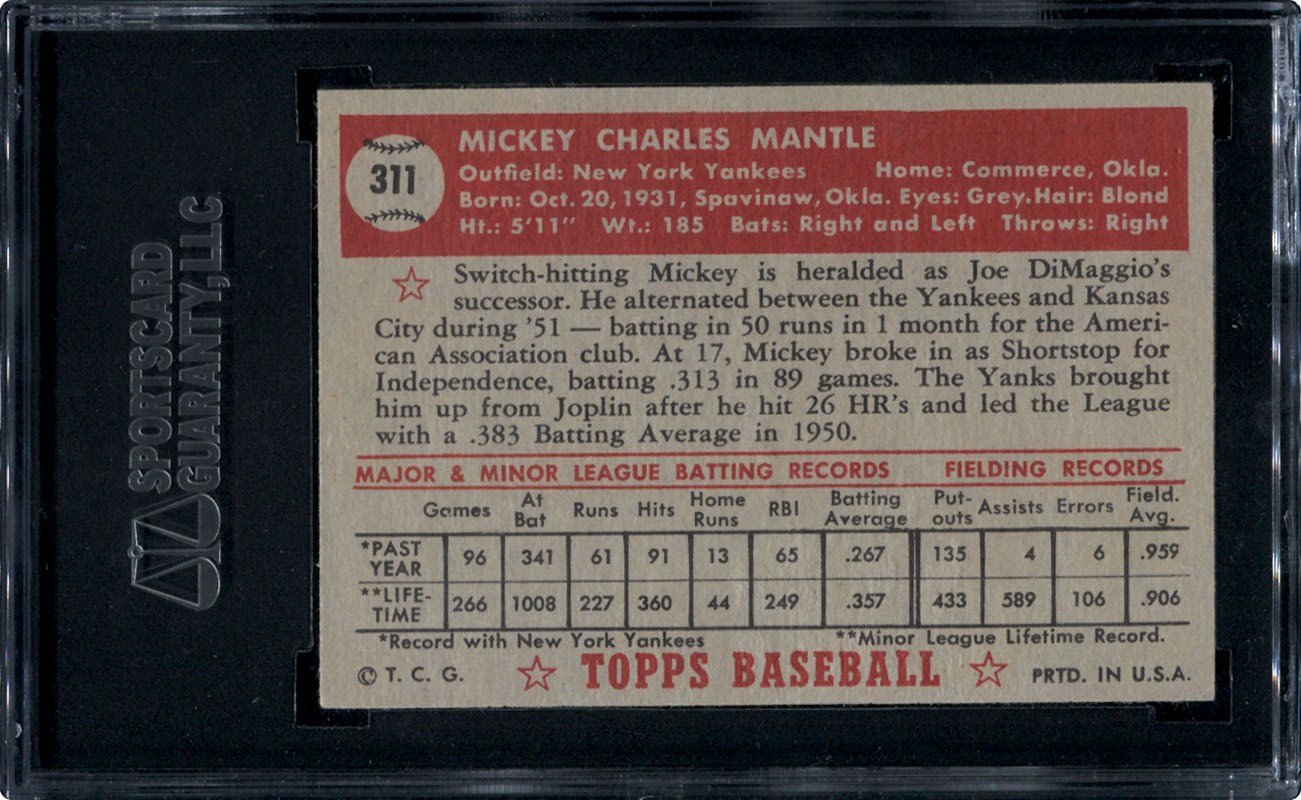 SPORTSCARD
GUARANTY, LLC
311
MICKEY CHARLES MANTLE
Outfield: New York Yankees Home: Commerce, Okla.
Born: Oct. 20, 1931, Spavinaw, Okla. Eyes: Grey. Hair: Blond
Ht.: 5'11" Wt.: 185 Bats: Right and Left Throws: Right
Switch-hitting Mickey is heralded as Joe DiMaggio's
successor. He alternated between the Yankees and Kansas
City during '51 — batting in 50 runs in 1 month for the Ameri-
can Association club. At 17, Mickey broke in as Shortstop for
Independence, batting .313 in 89 games. The Yanks brought
him up from Joplin after he hit 26 HR's and led the League
with a .383 Batting Average in 1950.
MAJOR & MINOR LEAGUE BATTING RECORDS FIELDING RECORDS
Games At Bat Runs Hits Home Runs RBI Batting Average Put-outs Assists Errors Field. Avg.
*PAST YEAR 96 341 61 91 13 65 .267 135 4 6 .959
**LIFE-TIME 266 1008 227 360 44 249 .357 433 589 106 .906
*Record with New York Yankees **Minor League Lifetime Record.
© T. C. G. TOPPS BASEBALL PRTD. IN U.S.A.